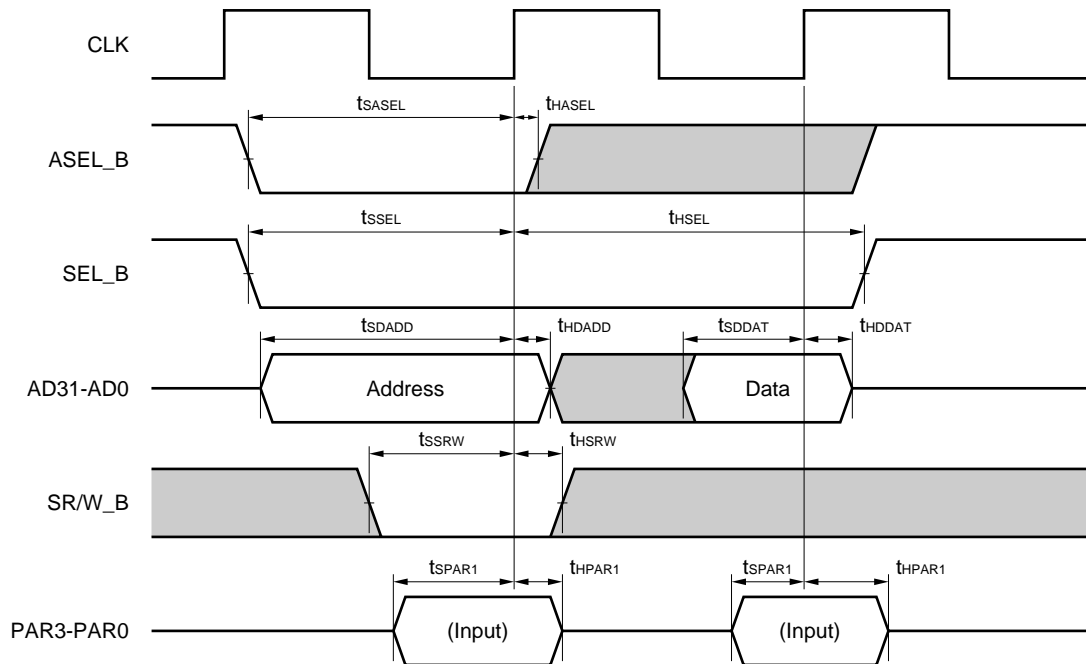 CLK
tSASEL tHASEL
ASEL_B
tSSEL tHSEL
SEL_B
tSDADD tHDADD tSDDAT tHDDAT
AD31-AD0 Address Data
tSSRW tHSRW
SR/W_B
tSPAR1 tHPAR1 tSPAR1 tHPAR1
PAR3-PAR0 (Input) (Input)